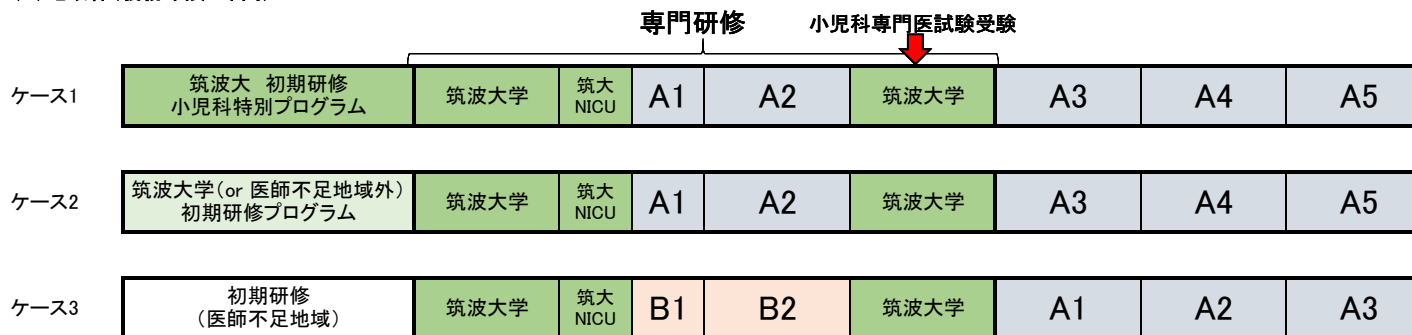 専門研修
小児科専門医試験受験
ケース1
筑波大 初期研修
小児科特別プログラム
筑波大学
筑大
NICU
A1
A2
筑波大学
A3
A4
A5
ケース2
筑波大学(or 医師不足地域外)
初期研修プログラム
筑波大学
筑大
NICU
A1
A2
筑波大学
A3
A4
A5
ケース3
初期研修
(医師不足地域)
筑波大学
筑大
NICU
B1
B2
筑波大学
A1
A2
A3